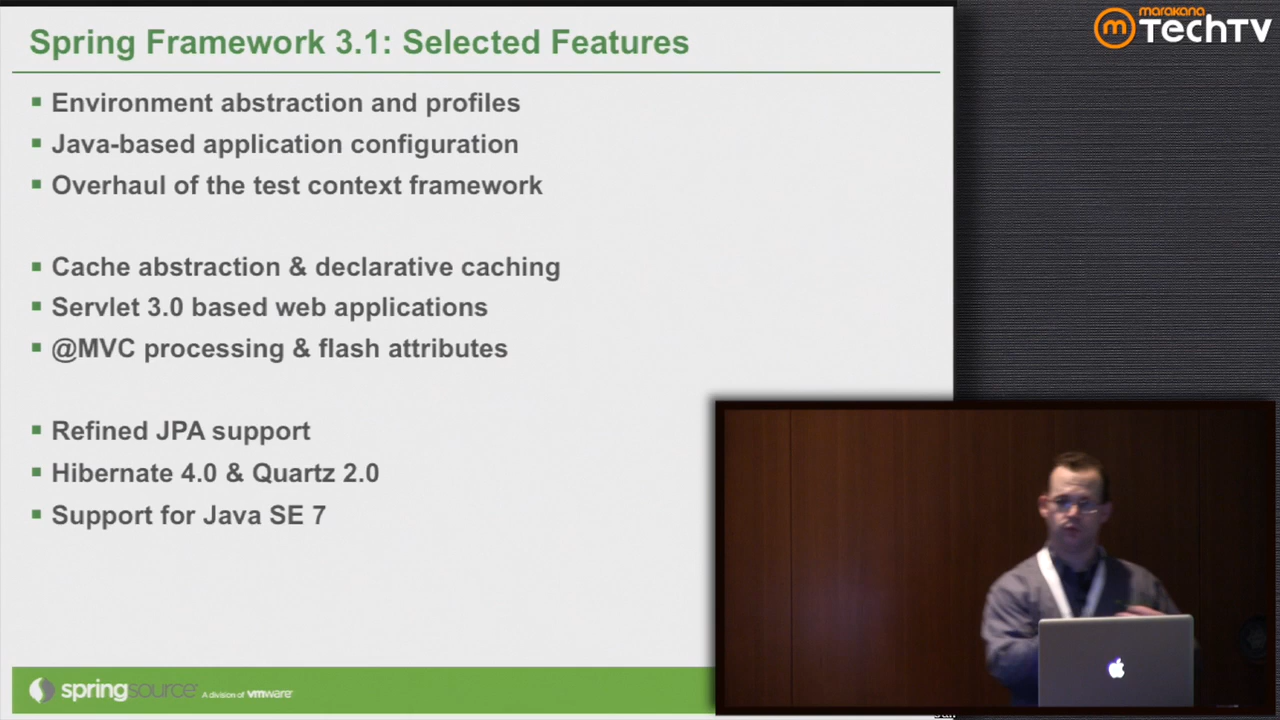 Spring Framework 3.1: Selected Features
marakana
TechTV
Environment abstraction and profiles
Java-based application configuration
Overhaul of the test context framework
Cache abstraction & declarative caching
Servlet 3.0 based web applications
@MVC processing & flash attributes
Refined JPA support
Hibernate 4.0 & Quartz 2.0
Support for Java SE 7
springsource A division of vmware